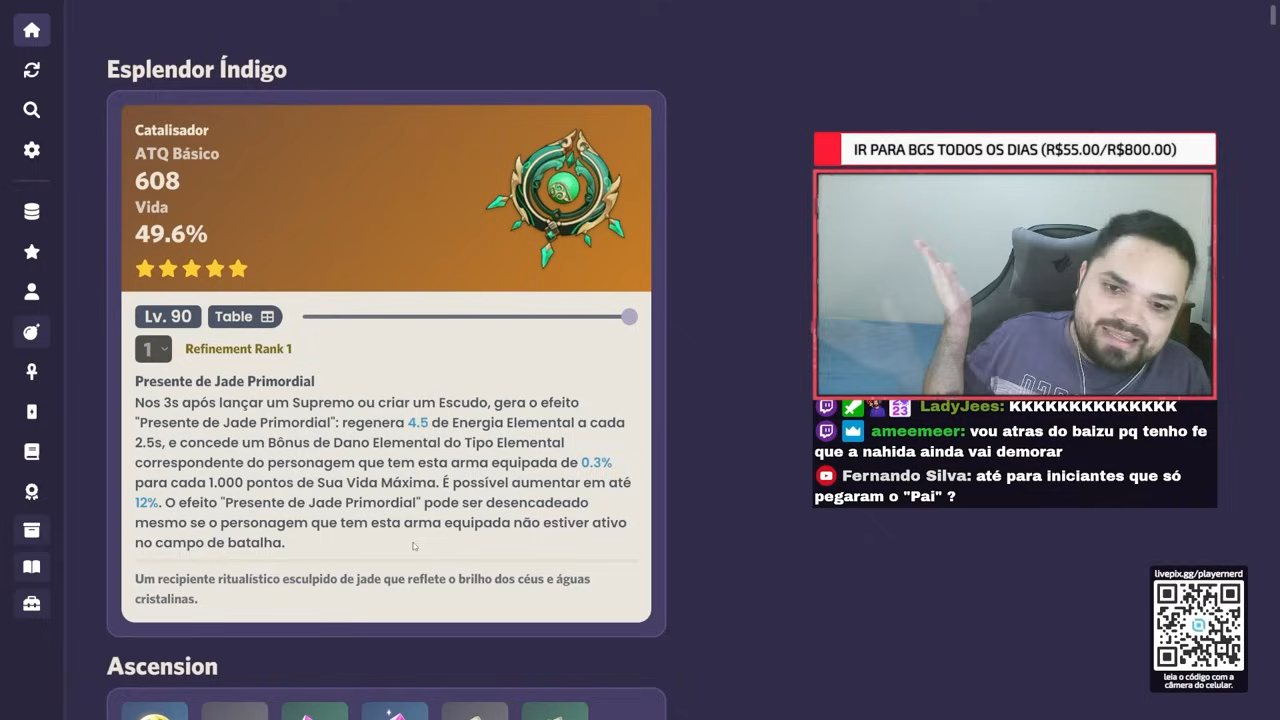 Esplendor Índigo
Catalisador
ATQ Básico
608
Vida
49.6%
Lv. 90
Table
1
Refinement Rank 1
Presente de Jade Primordial
Nos 3s após lançar um Supremo ou criar um Escudo, gera o efeito
"Presente de Jade Primordial": regenera 4.5 de Energia Elemental a cada
2.5s, e concede um Bônus de Dano Elemental do Tipo Elemental
correspondente do personagem que tem esta arma equipada de 0.3%
para cada 1.000 pontos de Sua Vida Máxima. É possível aumentar em até
12%. O efeito "Presente de Jade Primordial" pode ser desencadeado
mesmo se o personagem que tem esta arma equipada não estiver ativo
no campo de batalha.
Um recipiente ritualístico esculpido de jade que reflete o brilho dos céus e águas
cristalinas.
Ascension
IR PARA BGS TODOS OS DIAS (R$55.00/R$800.00)
LadyJees: KKKKKKKKKKKKKK
ameemeer: vou atras do baizu pq tenho fe
que a nahida ainda vai demorar
Fernando Silva: até para iniciantes que só
pegaram o "Pai" ?
livepix.gg/playernerd
leia o código com a
câmera do celular.